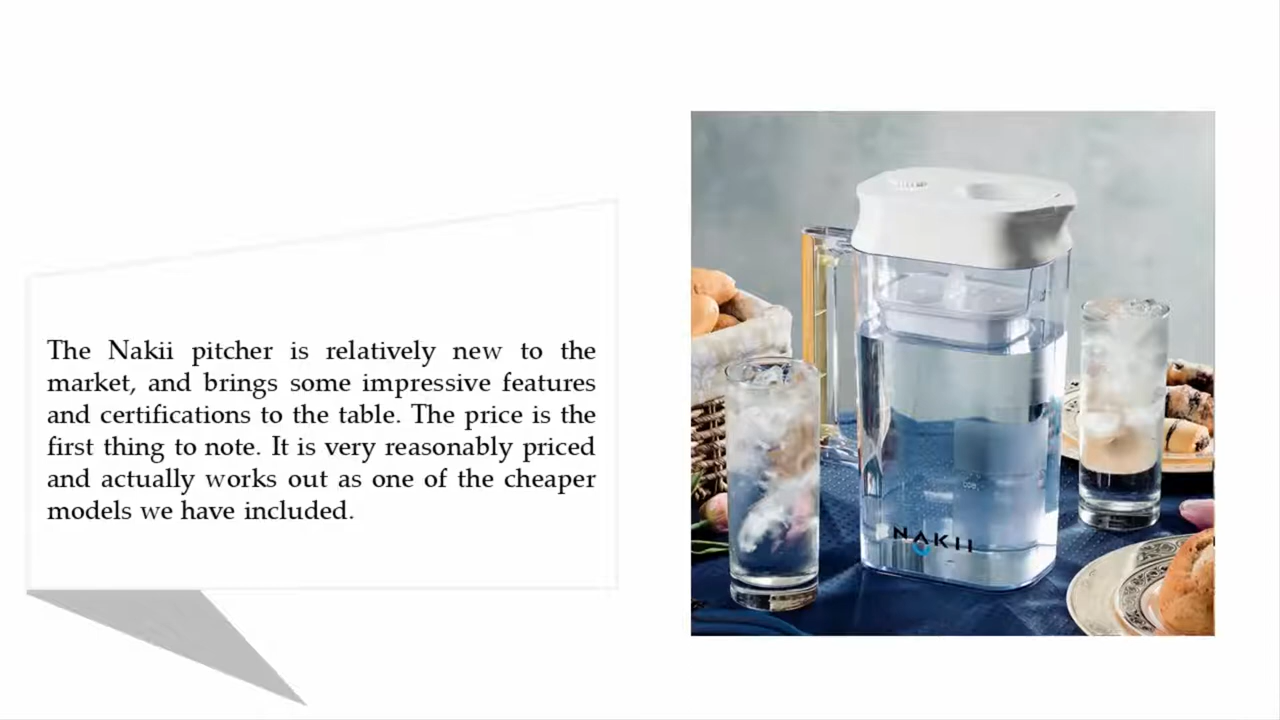 The Nakii pitcher is relatively new to the
market, and brings some impressive features
and certifications to the table. The price is the
first thing to note. It is very reasonably priced
and actually works out as one of the cheaper
models we have included.
NAKII